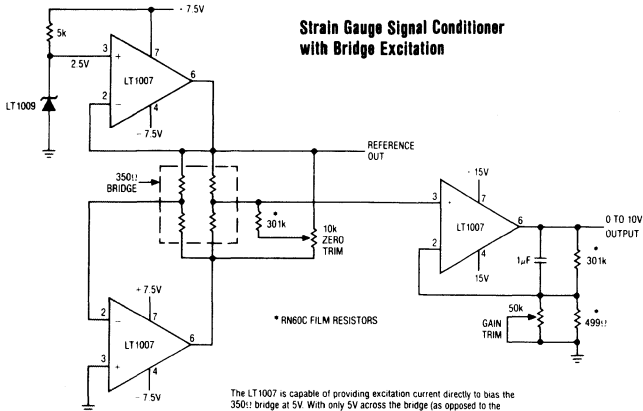 Strain Gauge Signal Conditioner
with Bridge Excitation
- 7.5V
5k
3
+
7
2.5V
LT1007
6
LT1009
2
−
4
- 7.5V
REFERENCE
OUT
350Ω
BRIDGE
*
301k
10k
ZERO
TRIM
- 15V
3
+
7
LT1007
6
0 TO 10V
OUTPUT
2
−
4
15V
1µF
*
301k
50k
GAIN
TRIM
*
499Ω
+ 7.5V
2
−
7
LT1007
6
3
+
4
- 7.5V
* RN60C FILM RESISTORS
The LT1007 is capable of providing excitation current directly to bias the
350Ω bridge at 5V. With only 5V across the bridge (as opposed to the